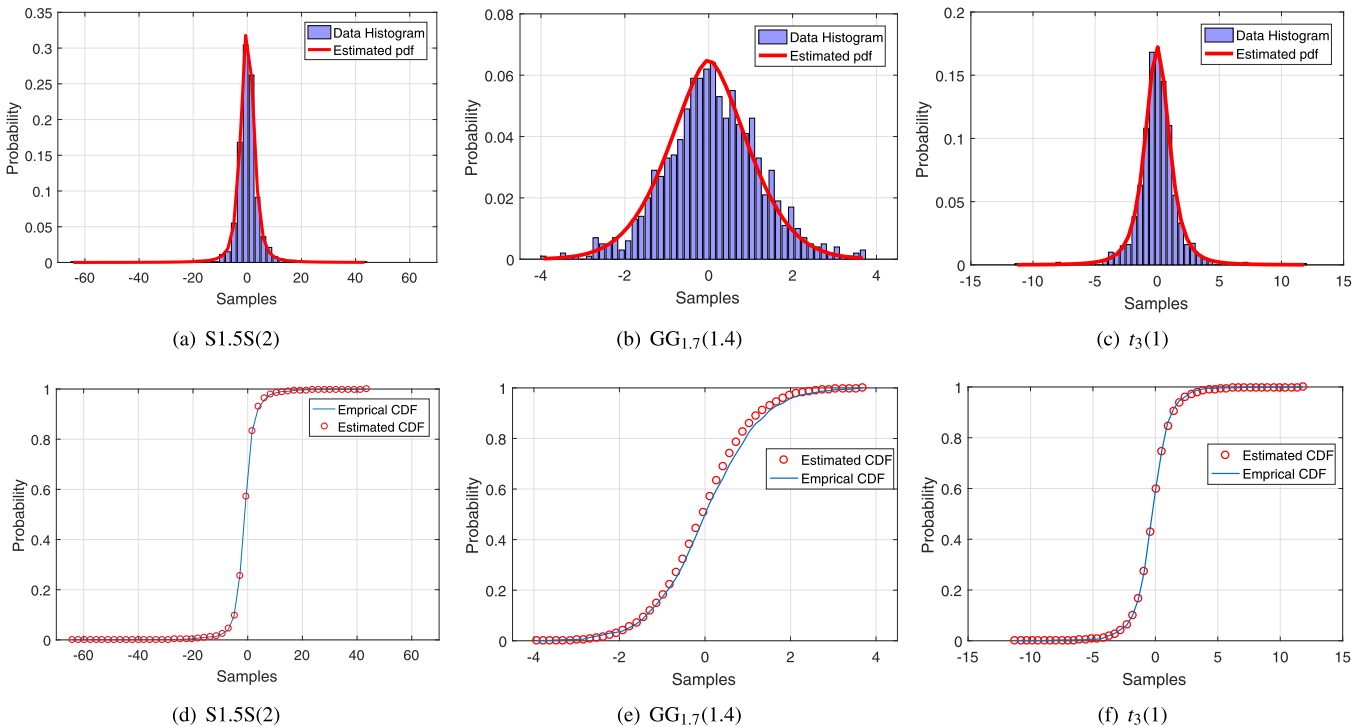 0.35
0.3
0.25
0.2
0.15
0.1
0.05
0
Probability
-60 -40 -20 0 20 40 60
Samples
Data Histogram
Estimated pdf
(a) S1.5S(2)
0.08
0.06
0.04
0.02
0
Probability
-4 -2 0 2 4
Samples
Data Histogram
Estimated pdf
(b) GG1.7(1.4)
0.2
0.15
0.1
0.05
0
Probability
-15 -10 -5 0 5 10 15
Samples
Data Histogram
Estimated pdf
(c) t3(1)
1
0.8
0.6
0.4
0.2
0
Probability
-60 -40 -20 0 20 40 60
Samples
Emprical CDF
Estimated CDF
(d) S1.5S(2)
1
0.8
0.6
0.4
0.2
0
Probability
-4 -2 0 2 4
Samples
Estimated CDF
Emprical CDF
(e) GG1.7(1.4)
1
0.8
0.6
0.4
0.2
0
Probability
-15 -10 -5 0 5 10 15
Samples
Estimated CDF
Emprical CDF
(f) t3(1)